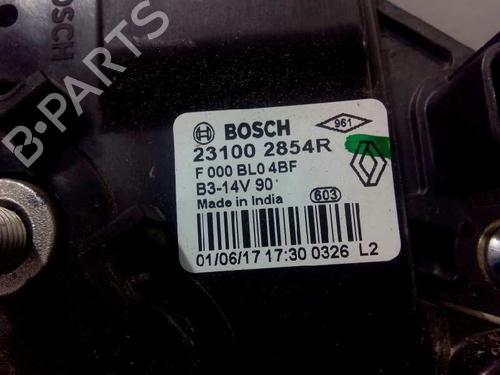 BOSCH
B-PARTS
BOSCH
961
23100 2854R
F 000 BL0 4BF
B3-14V 90'
Made in India
603
01/06/17 17:30 0326 L2